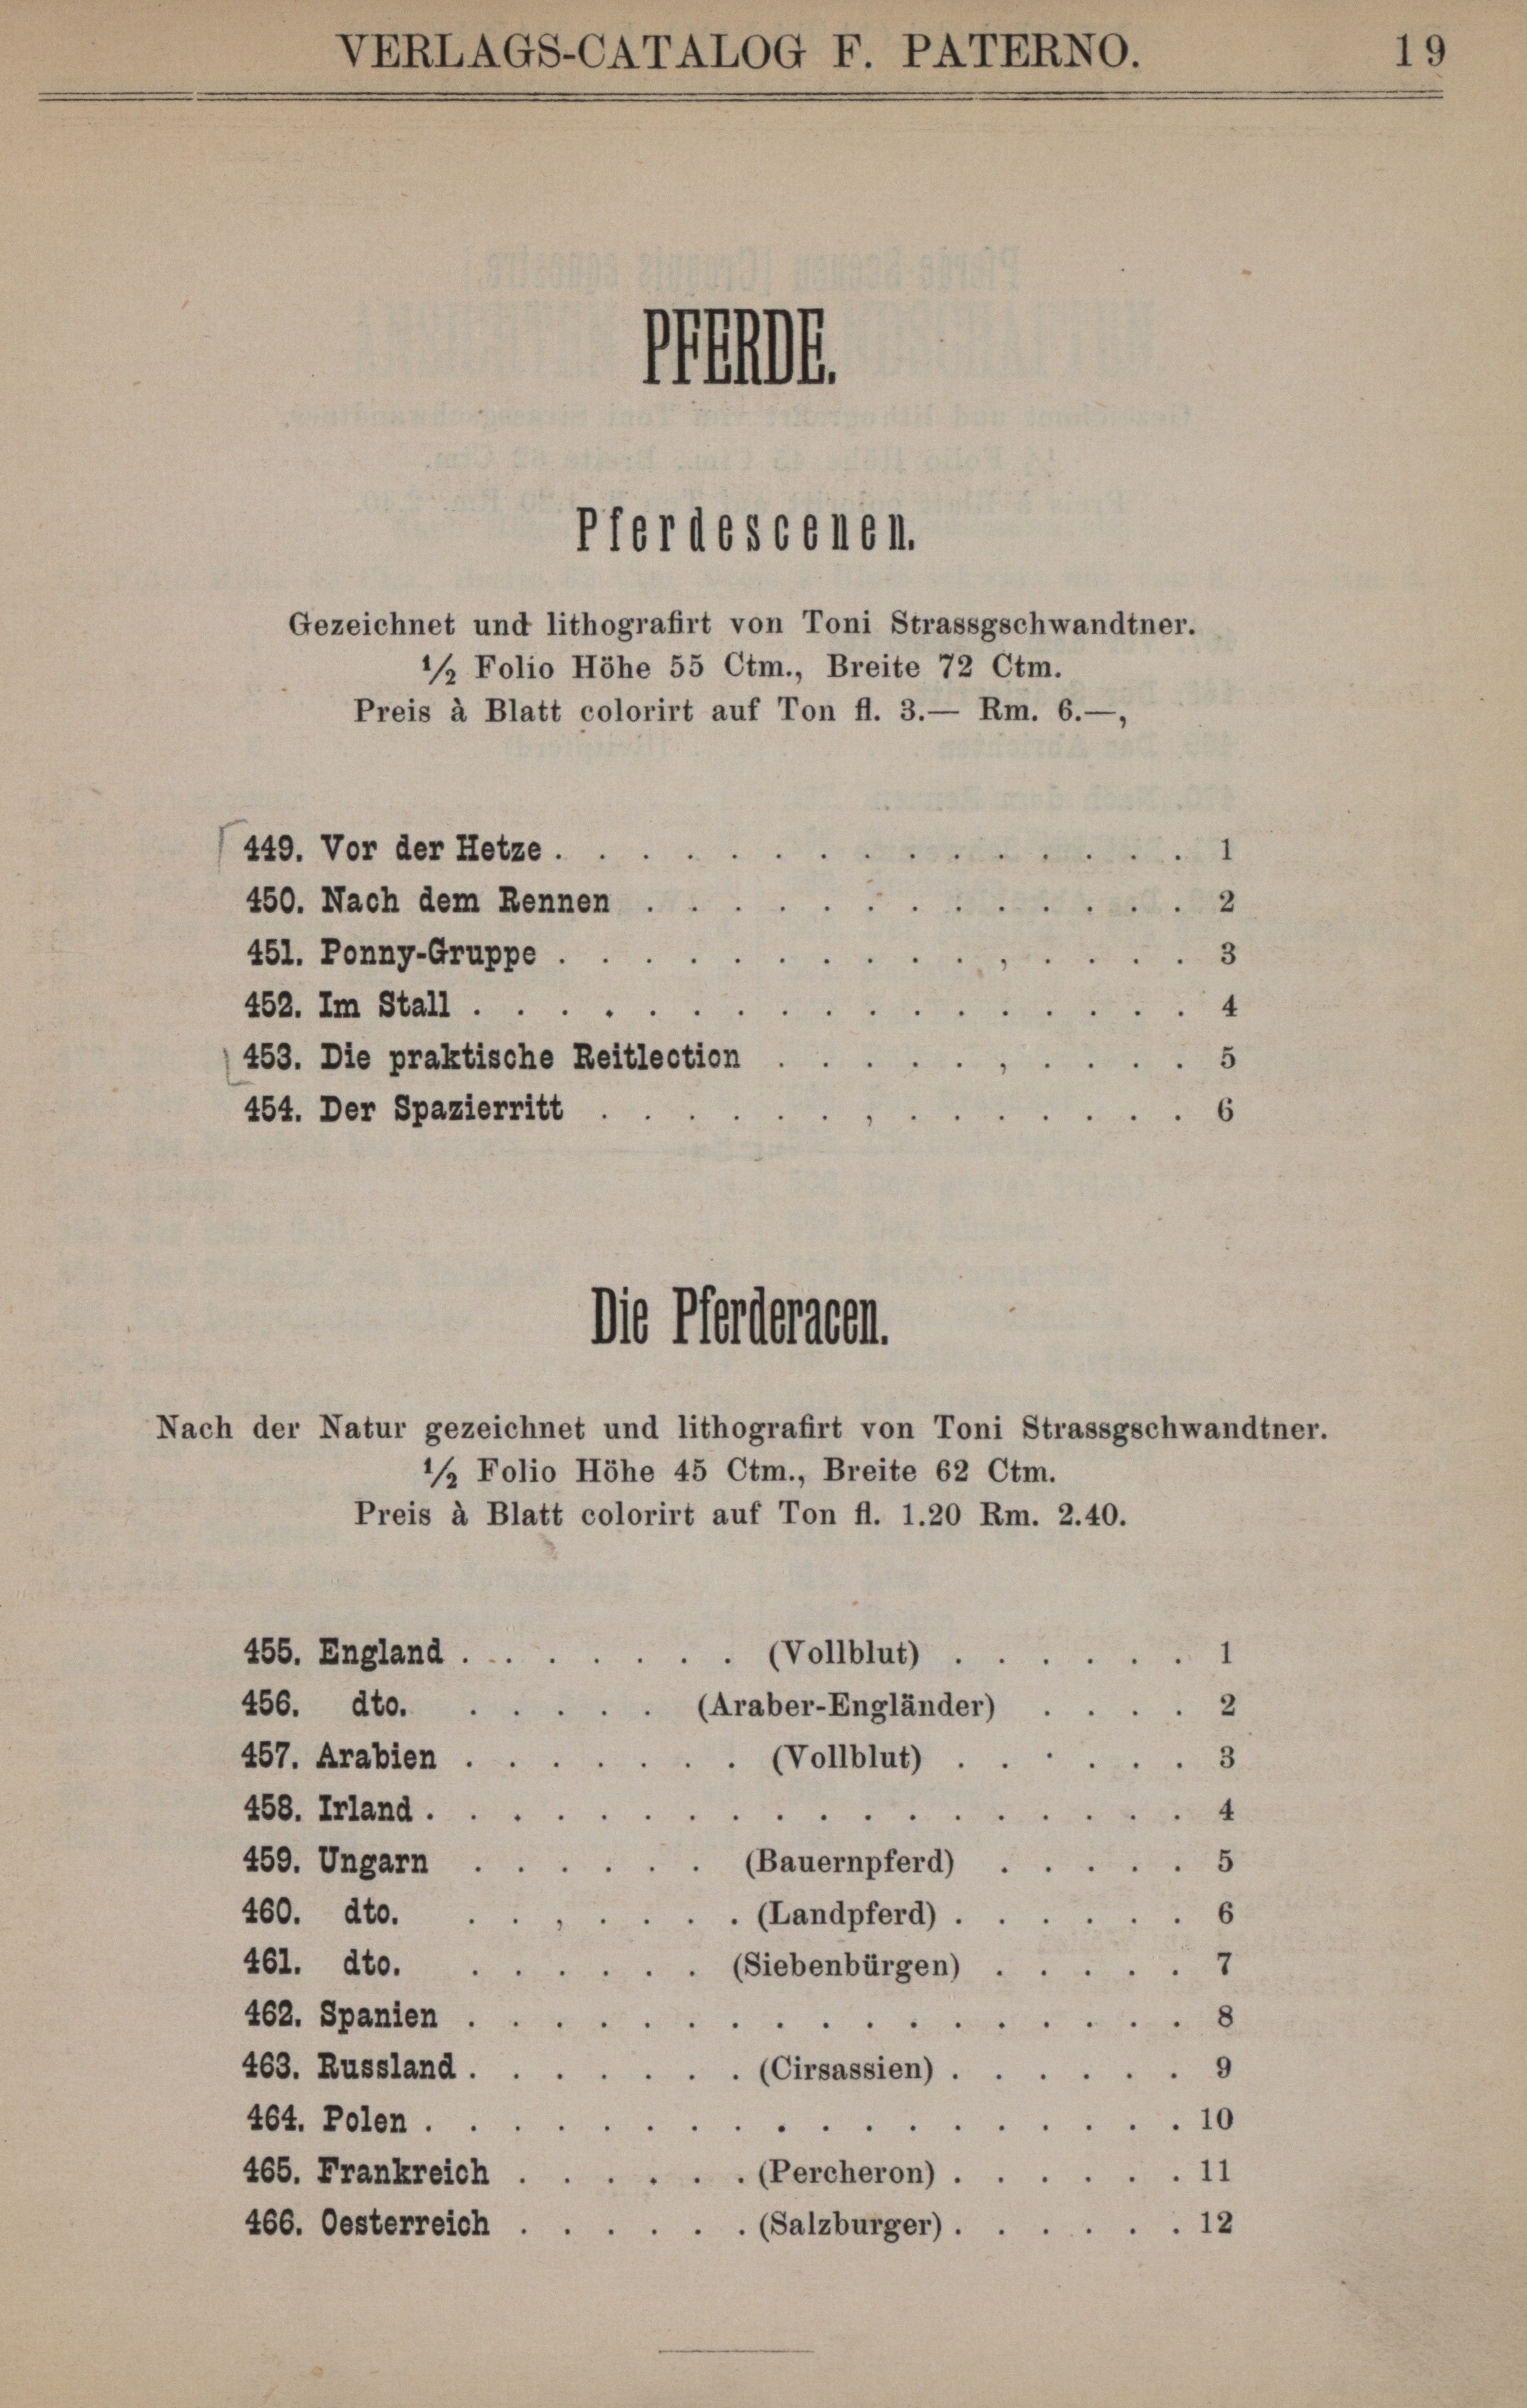 VERLAGS-CATALOG F. PATERNO. 19
PFERDE.
Pferdescenen.
Gezeichnet und lithografirt von Toni Strassgschwandtner.
½ Folio Höhe 55 Ctm., Breite 72 Ctm.
Preis à Blatt colorirt auf Ton fl. 3.— Rm. 6.—,
449. Vor der Hetze . . . . . . . . . . . . . . . 1
450. Nach dem Rennen . . . . . . . . . . . . . 2
451. Ponny-Gruppe . . . . . . . . . . , . . . . 3
452. Im Stall . . . . . . . . . . . . . . . . . 4
453. Die praktische Reitlection . . . . . , . . . . 5
454. Der Spazierritt . . . . . . , . . . . . . . 6
Die Pferderacen.
Nach der Natur gezeichnet und lithografirt von Toni Strassgschwandtner.
½ Folio Höhe 45 Ctm., Breite 62 Ctm.
Preis à Blatt colorirt auf Ton fl. 1.20 Rm. 2.40.
455. England . . . . . . . (Vollblut) . . . . . . 1
456. dto. . . . . . (Araber-Engländer) . . . . 2
457. Arabien . . . . . . . (Vollblut) . . . . . . 3
458. Irland . . . . . . . . . . . . . . . . . . 4
459. Ungarn . . . . . . (Bauernpferd) . . . . . 5
460. dto. . . , . . . . (Landpferd) . . . . . . 6
461. dto. . . . . . . (Siebenbürgen) . . . . . 7
462. Spanien . . . . . . . . . . . . . . . . . 8
463. Russland . . . . . . . (Cirsassien) . . . . . . 9
464. Polen . . . . . . . . . . . . . . . . . . 10
465. Frankreich . . . . . . (Percheron) . . . . . . 11
466. Oesterreich . . . . . . (Salzburger) . . . . . . 12